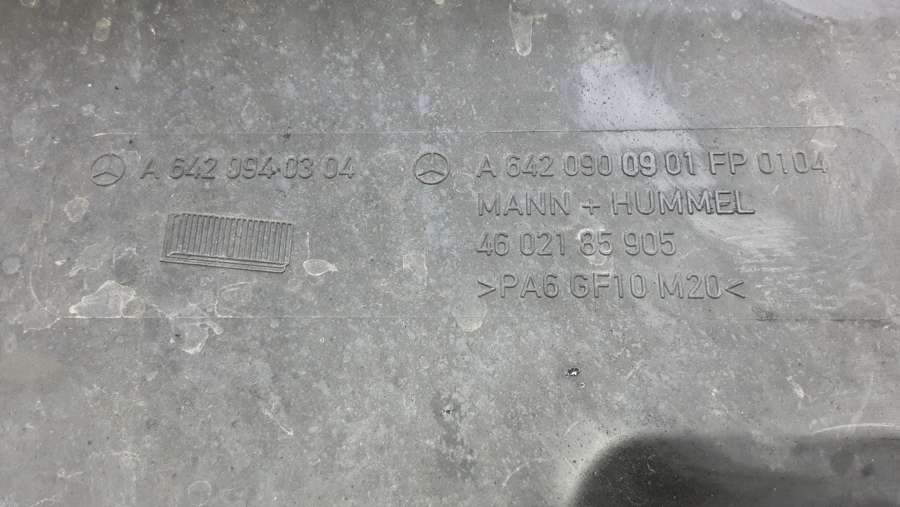 A 642 094 03 04
A 642 090 09 01 FP 0104
MANN + HUMMEL
46 021 85 905
>PA6 GF10 M20<